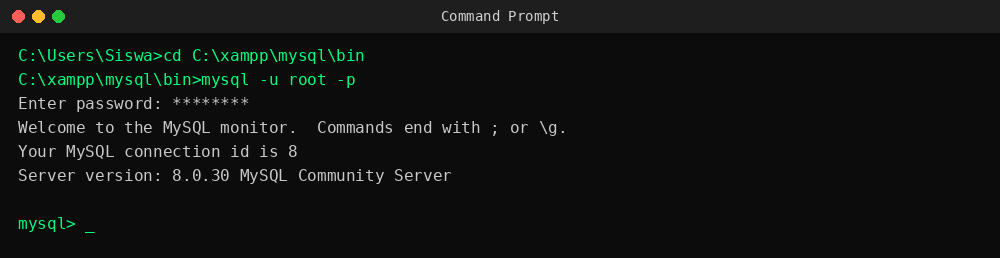 Command Prompt
C:\Users\Siswa>cd C:\xampp\mysql\bin
C:\xampp\mysql\bin>mysql -u root -p
Enter password: ********
Welcome to the MySQL monitor.  Commands end with ; or \g.
Your MySQL connection id is 8
Server version: 8.0.30 MySQL Community Server
mysql> _